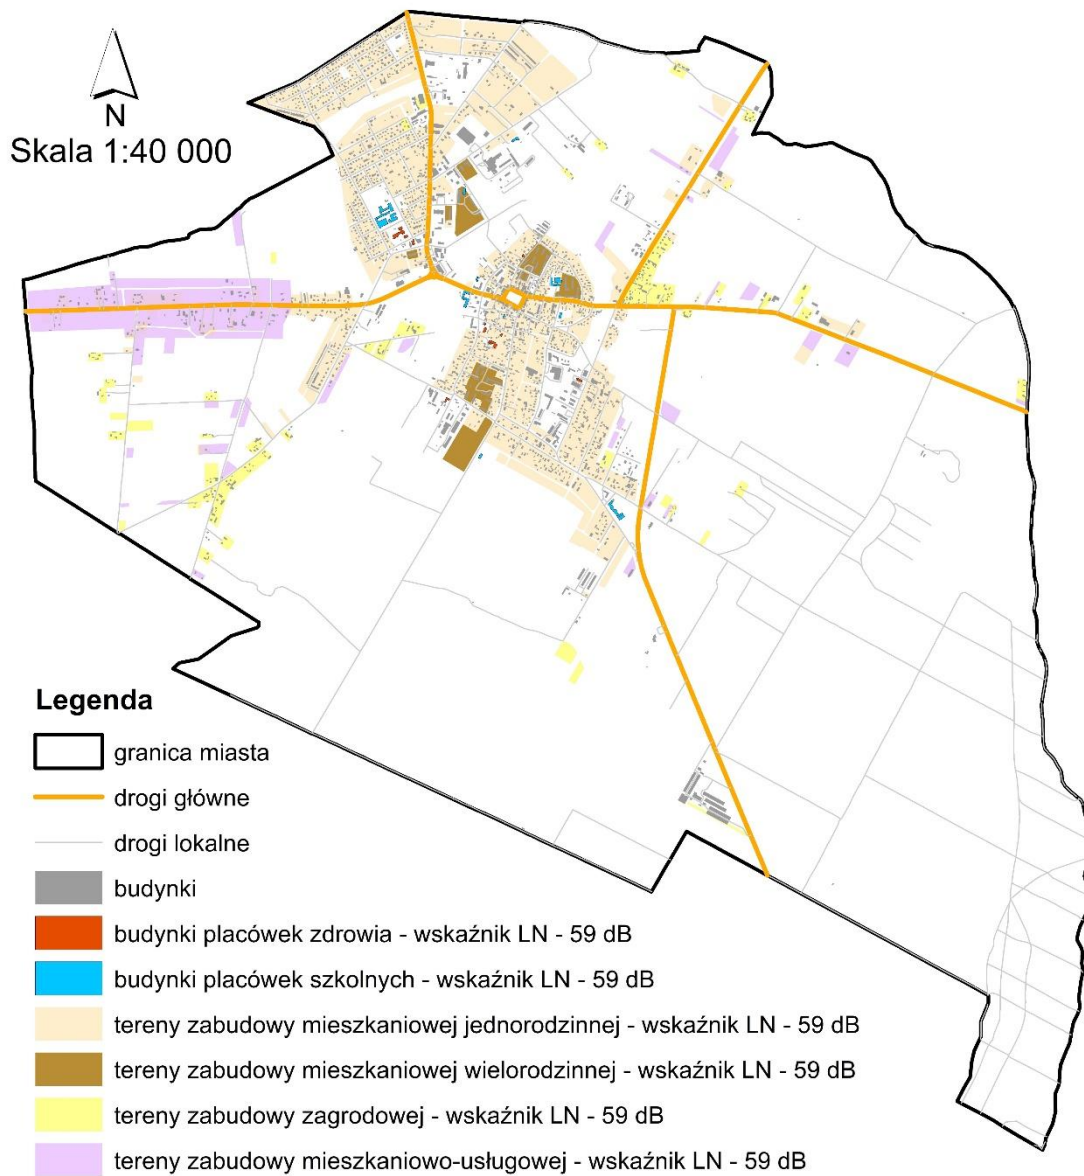 N
Skala 1:40 000
Legenda
granica miasta
drogi główne
drogi lokalne
budynki
budynki placówek zdrowia - wskaźnik LN - 59 dB
budynki placówek szkolnych - wskaźnik LN - 59 dB
tereny zabudowy mieszkaniowej jednorodzinnej - wskaźnik LN - 59 dB
tereny zabudowy mieszkaniowej wielorodzinnej - wskaźnik LN - 59 dB
tereny zabudowy zagrodowej - wskaźnik LN - 59 dB
tereny zabudowy mieszkaniowo-usługowej - wskaźnik LN - 59 dB